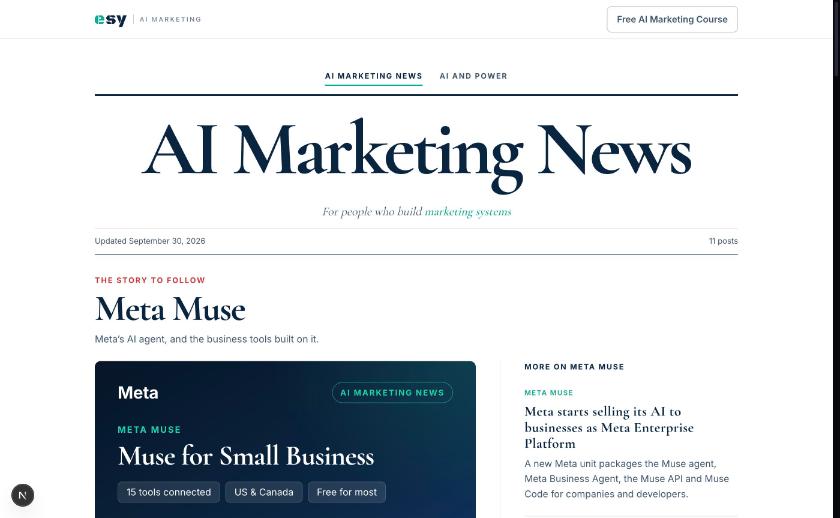 esy
AI MARKETING
Free AI Marketing Course
AI MARKETING NEWS
AI AND POWER
AI Marketing News
For people who build marketing systems
Updated September 30, 2026
11 posts
THE STORY TO FOLLOW
Meta Muse
Meta's AI agent, and the business tools built on it.
Meta
AI MARKETING NEWS
META MUSE
Muse for Small Business
15 tools connected
US & Canada
Free for most
MORE ON META MUSE
META MUSE
Meta starts selling its AI to
businesses as Meta Enterprise
Platform
A new Meta unit packages the Muse agent,
Meta Business Agent, the Muse API and Muse
Code for companies and developers.
N